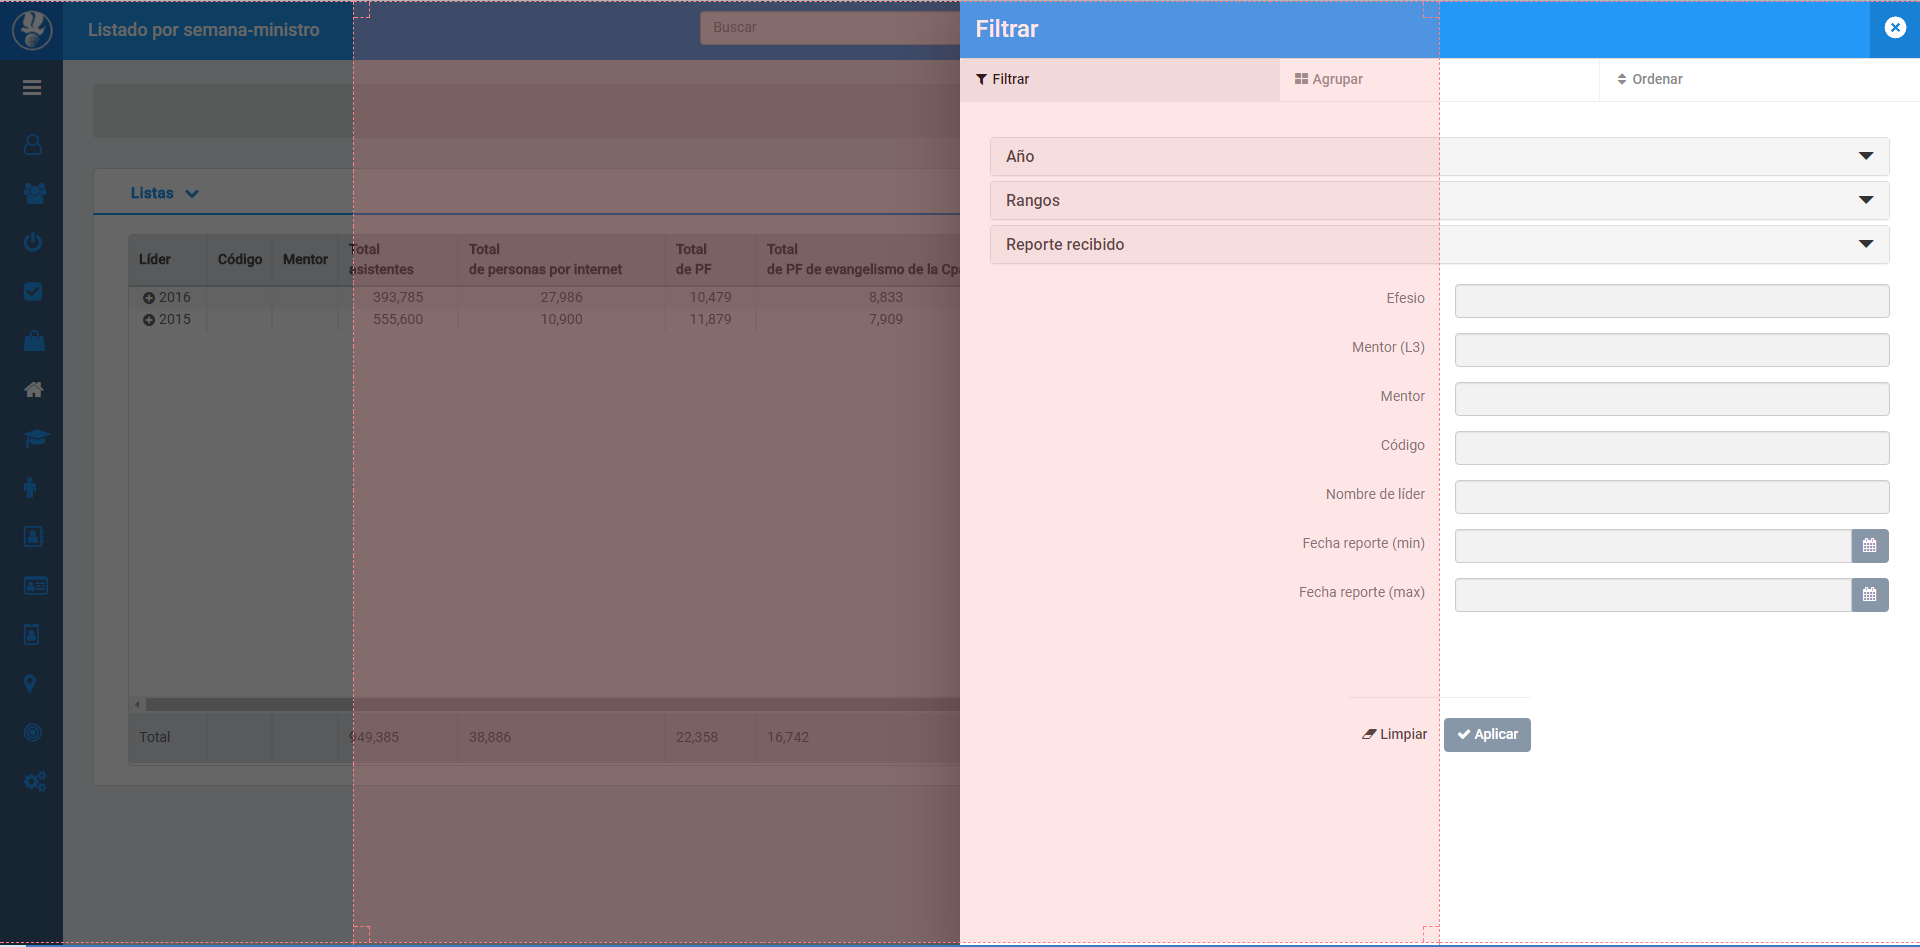 Listado por semana-ministro
Buscar
Listas
Líder
Código
Mentor
Total
asistentes
Total
de personas por internet
Total
de PF
Total
de PF de evangelismo de la Cp
2016
393,785
27,986
10,479
8,833
2015
555,600
10,900
11,879
7,909
Total
949,385
38,886
22,358
16,742
Filtrar
Filtrar
Agrupar
Ordenar
Año
Rangos
Reporte recibido
Efesio
Mentor (L3)
Mentor
Código
Nombre de líder
Fecha reporte (min)
Fecha reporte (max)
Limpiar
Aplicar